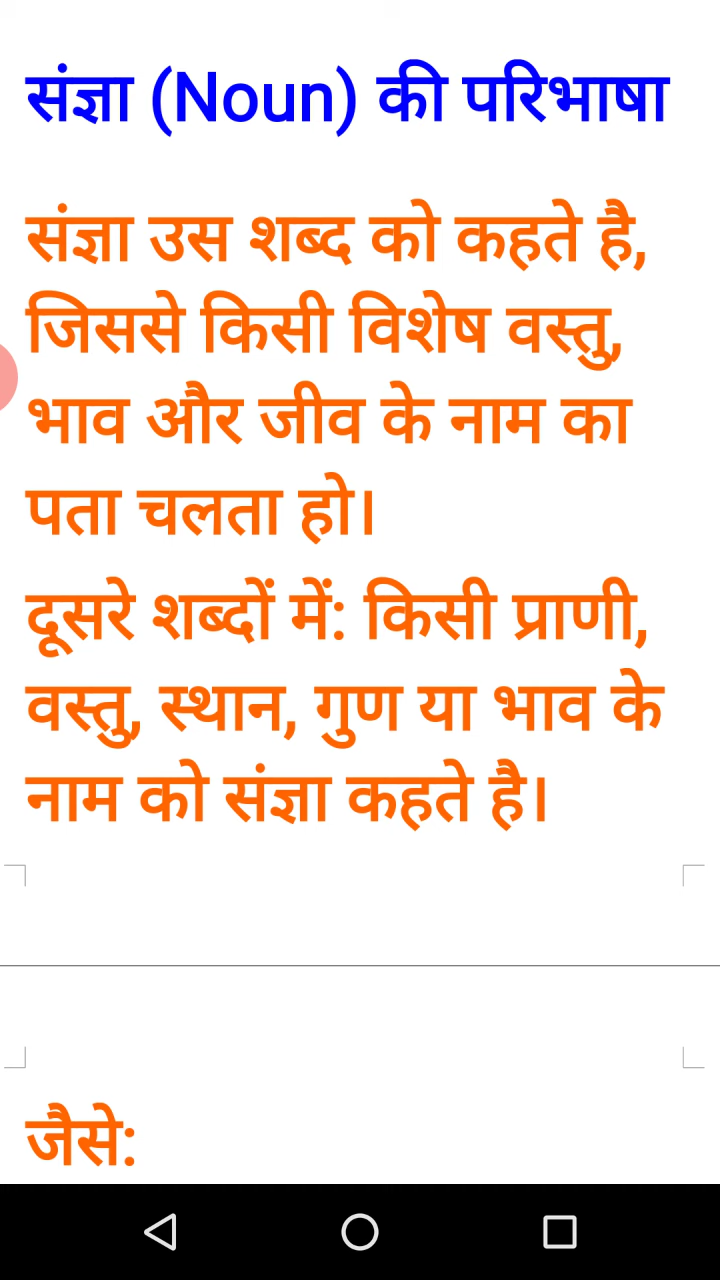 संज्ञा (Noun) की परिभाषा
संज्ञा उस शब्द को कहते है,
जिससे किसी विशेष वस्तु,
भाव और जीव के नाम का
पता चलता हो।
दूसरे शब्दों में: किसी प्राणी,
वस्तु, स्थान, गुण या भाव के
नाम को संज्ञा कहते है।
जैसे: